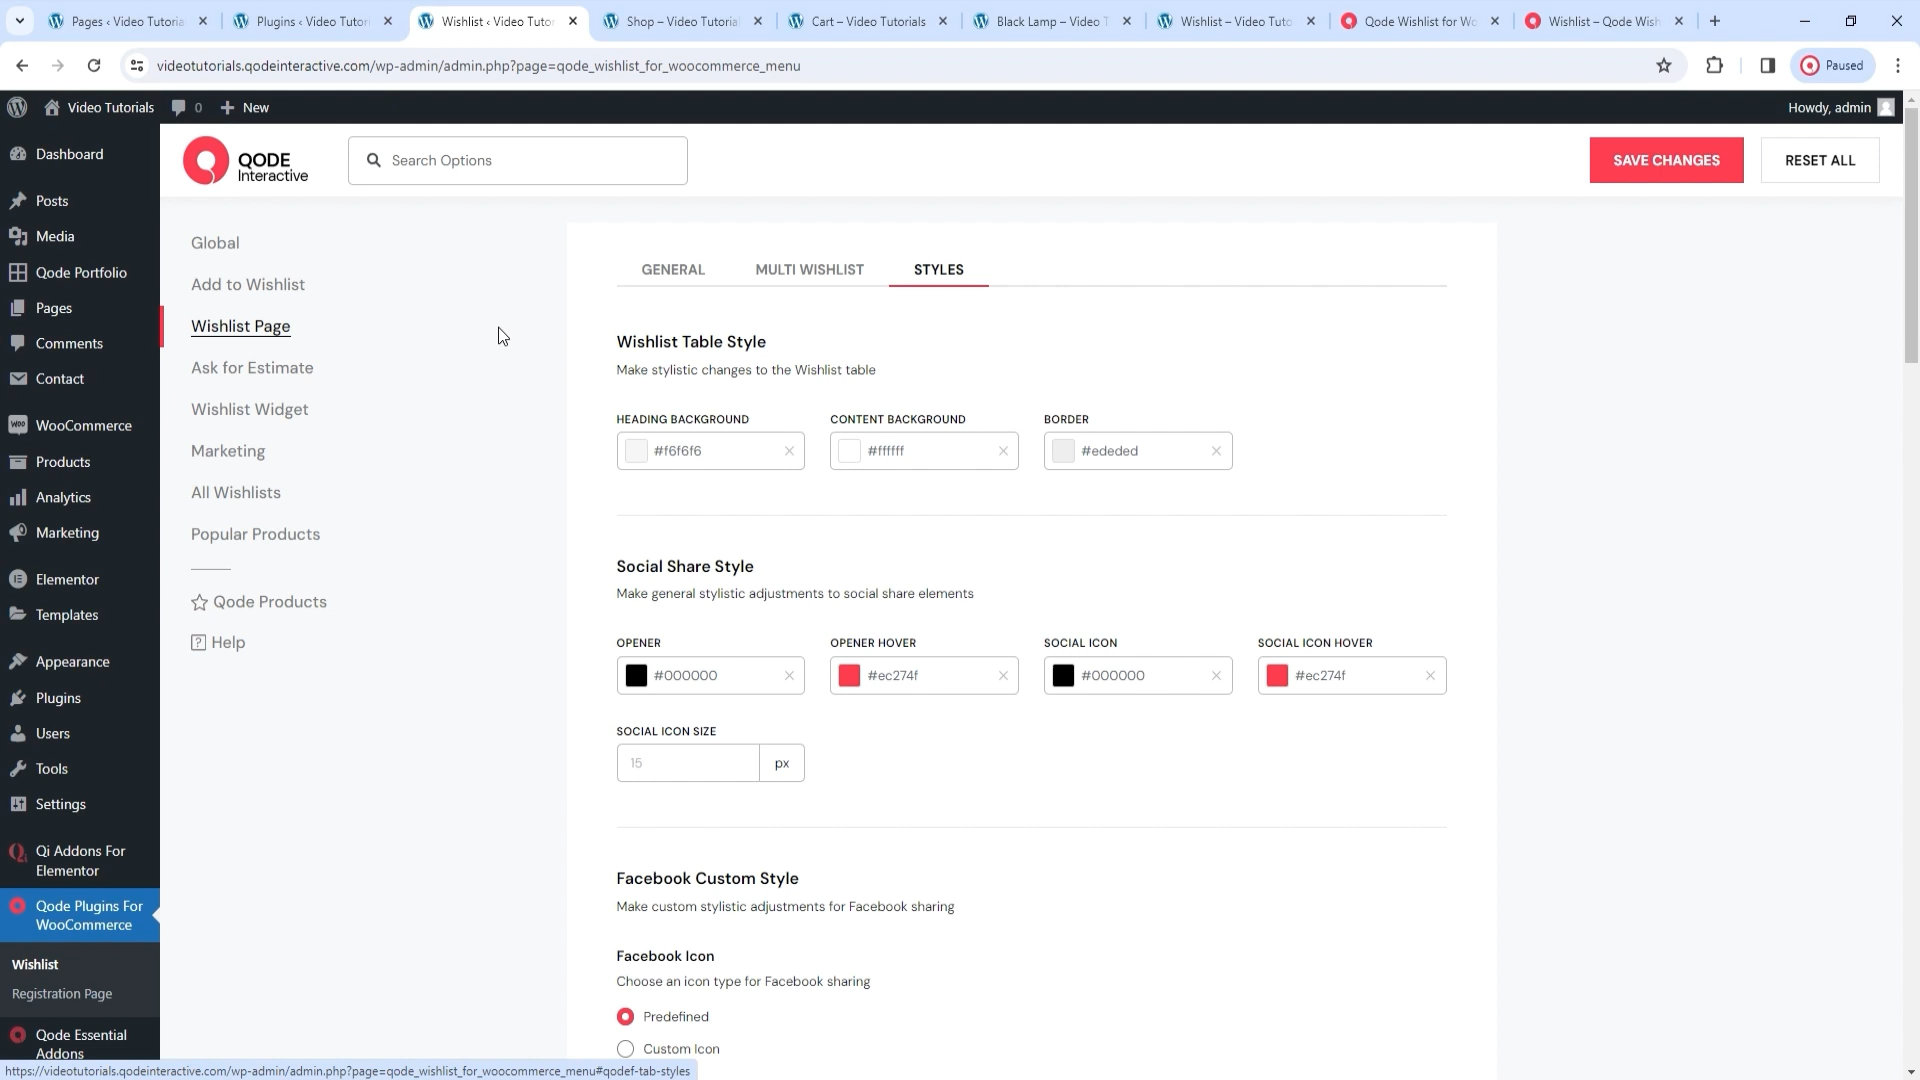 Pages ‹ Video Tutoria
Plugins ‹ Video Tutori
Wishlist ‹ Video Tutor
Shop – Video Tutorial
Cart – Video Tutorials
Black Lamp – Video T
Wishlist – Video Tuto
Qode Wishlist for Wo
Wishlist – Qode Wish
videotutorials.qodeinteractive.com/wp-admin/admin.php?page=qode_wishlist_for_woocommerce_menu
Paused
Video Tutorials
0
New
Howdy, admin
Dashboard
Posts
Media
Qode Portfolio
Pages
Comments
Contact
WooCommerce
Products
Analytics
Marketing
Elementor
Templates
Appearance
Plugins
Users
Tools
Settings
Qi Addons For
Elementor
Qode Plugins For
WooCommerce
Wishlist
Registration Page
Qode Essential
Addons
QODE
Interactive
Search Options
SAVE CHANGES
RESET ALL
Global
Add to Wishlist
Wishlist Page
Ask for Estimate
Wishlist Widget
Marketing
All Wishlists
Popular Products
Qode Products
Help
GENERAL
MULTI WISHLIST
STYLES
Wishlist Table Style
Make stylistic changes to the Wishlist table
HEADING BACKGROUND
CONTENT BACKGROUND
BORDER
#f6f6f6
#ffffff
#ededed
Social Share Style
Make general stylistic adjustments to social share elements
OPENER
OPENER HOVER
SOCIAL ICON
SOCIAL ICON HOVER
#000000
#ec274f
#000000
#ec274f
SOCIAL ICON SIZE
15
px
Facebook Custom Style
Make custom stylistic adjustments for Facebook sharing
Facebook Icon
Choose an icon type for Facebook sharing
Predefined
Custom Icon
https://videotutorials.qodeinteractive.com/wp-admin/admin.php?page=qode_wishlist_for_woocommerce_menu#qodef-tab-styles